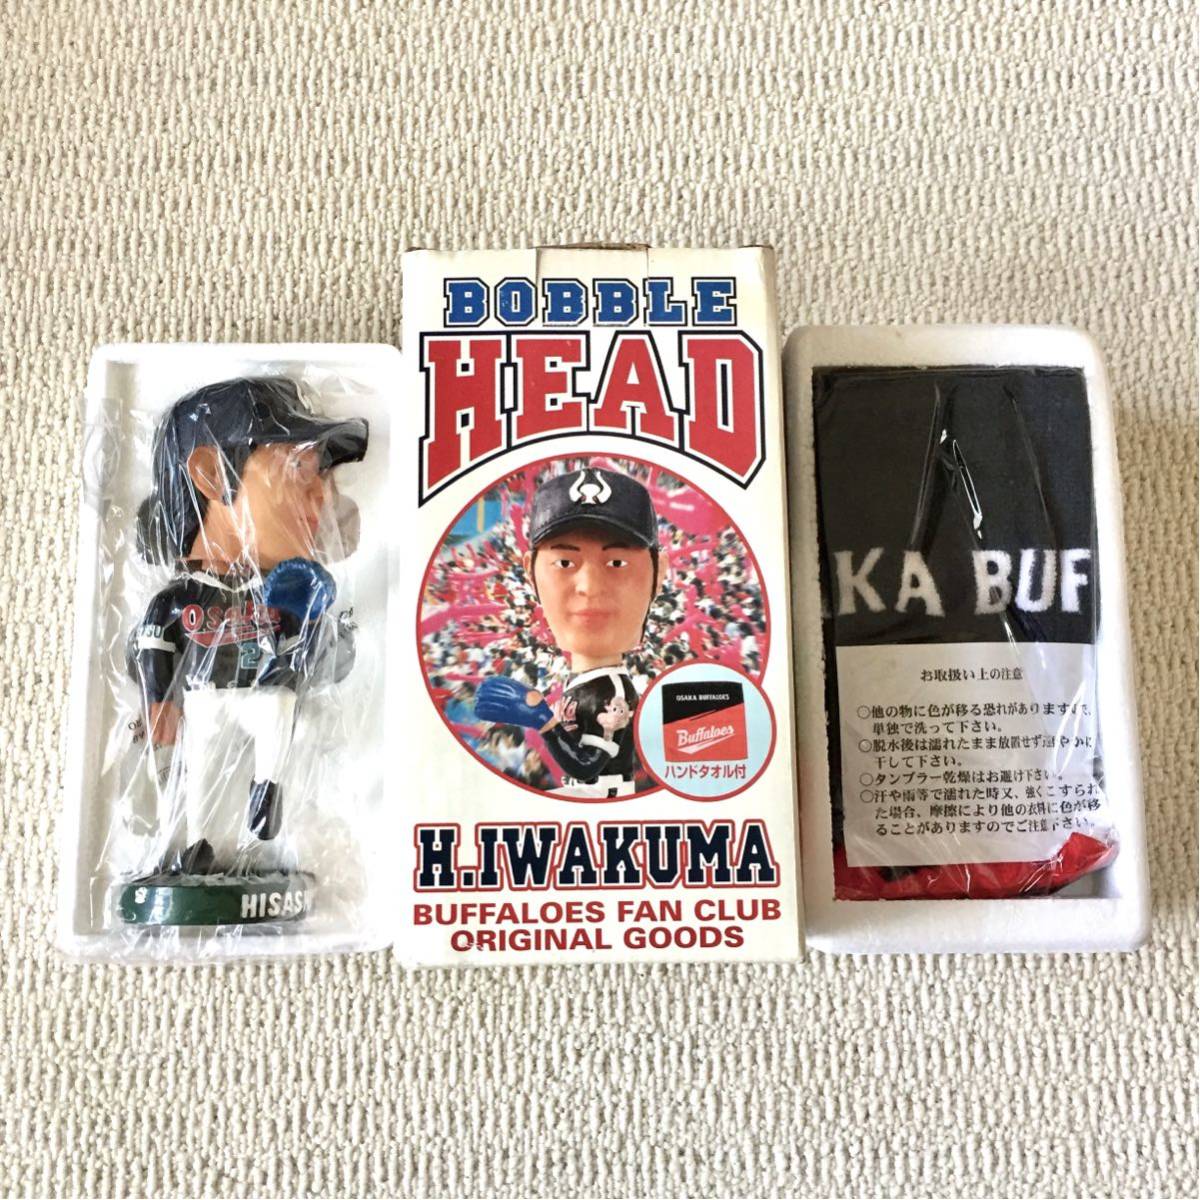 BOBBLE
HEAD
Osaka
2
HISAS
OSAKA BUFFALOES
Buffaloes
ハンドタオル付
H.IWAKUMA
BUFFALOES FAN CLUB
ORIGINAL GOODS
KA BUF
お取扱い上の注意
○他の物に色が移る恐れがありますので、
単独で洗って下さい。
○脱水後は濡れたまま放置せず速やかに
干して下さい。
○タンブラー乾燥はお避け下さい。
○汗や雨等で濡れた時又、強くこすられ
た場合、摩擦により他の衣料に色が移
ることがありますのでご注意下さい。